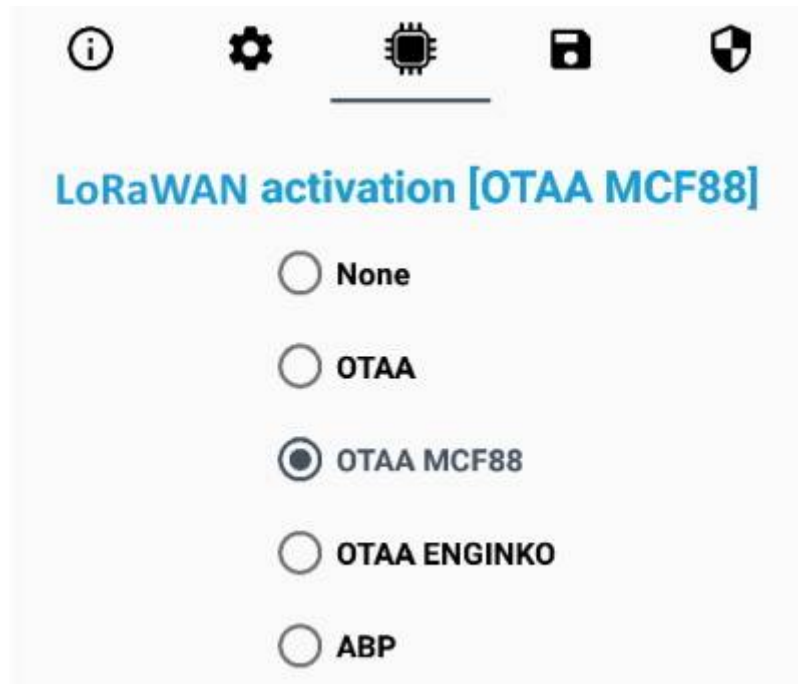 LoRaWAN activation [OTAA MCF88]
None
OTAA
OTAA MCF88
OTAA ENGINKO
ABP